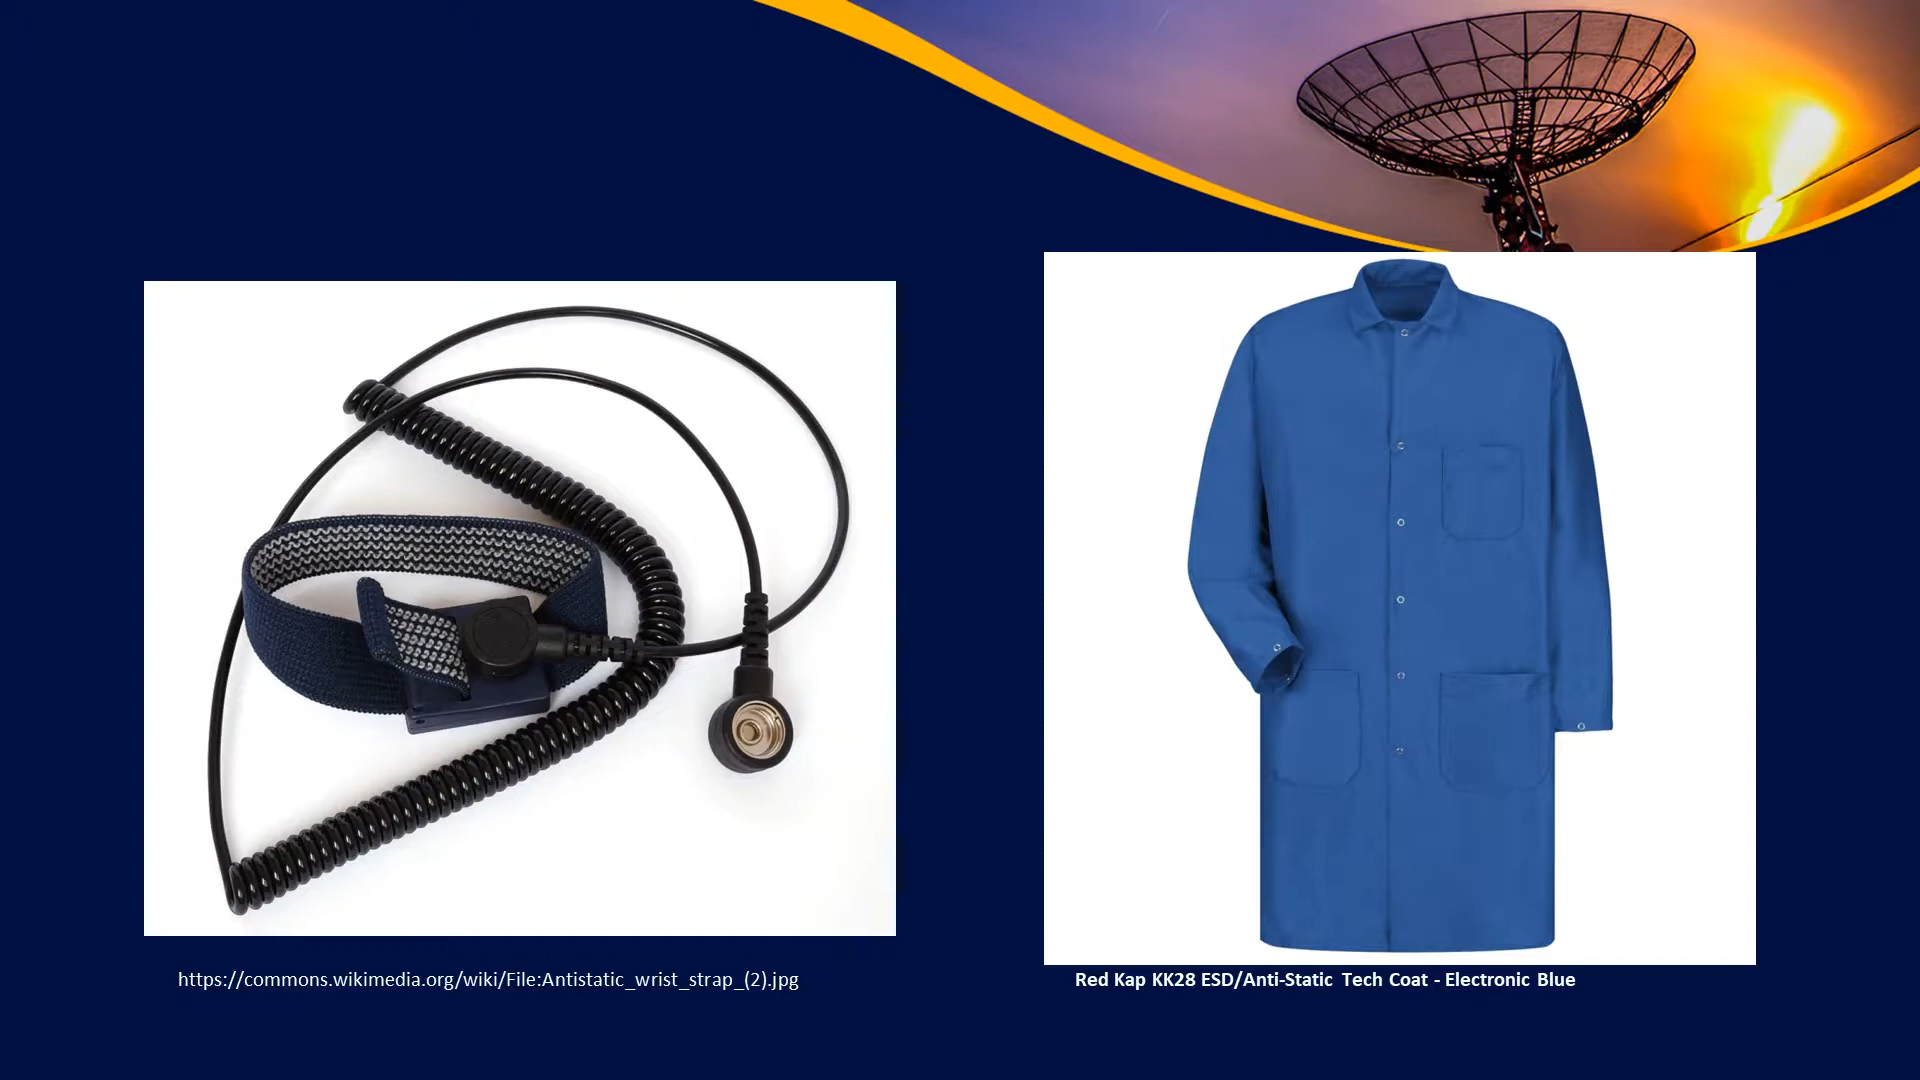 https://commons.wikimedia.org/wiki/File:Antistatic_wrist_strap_(2).jpg
Red Kap KK28 ESD/Anti-Static Tech Coat - Electronic Blue